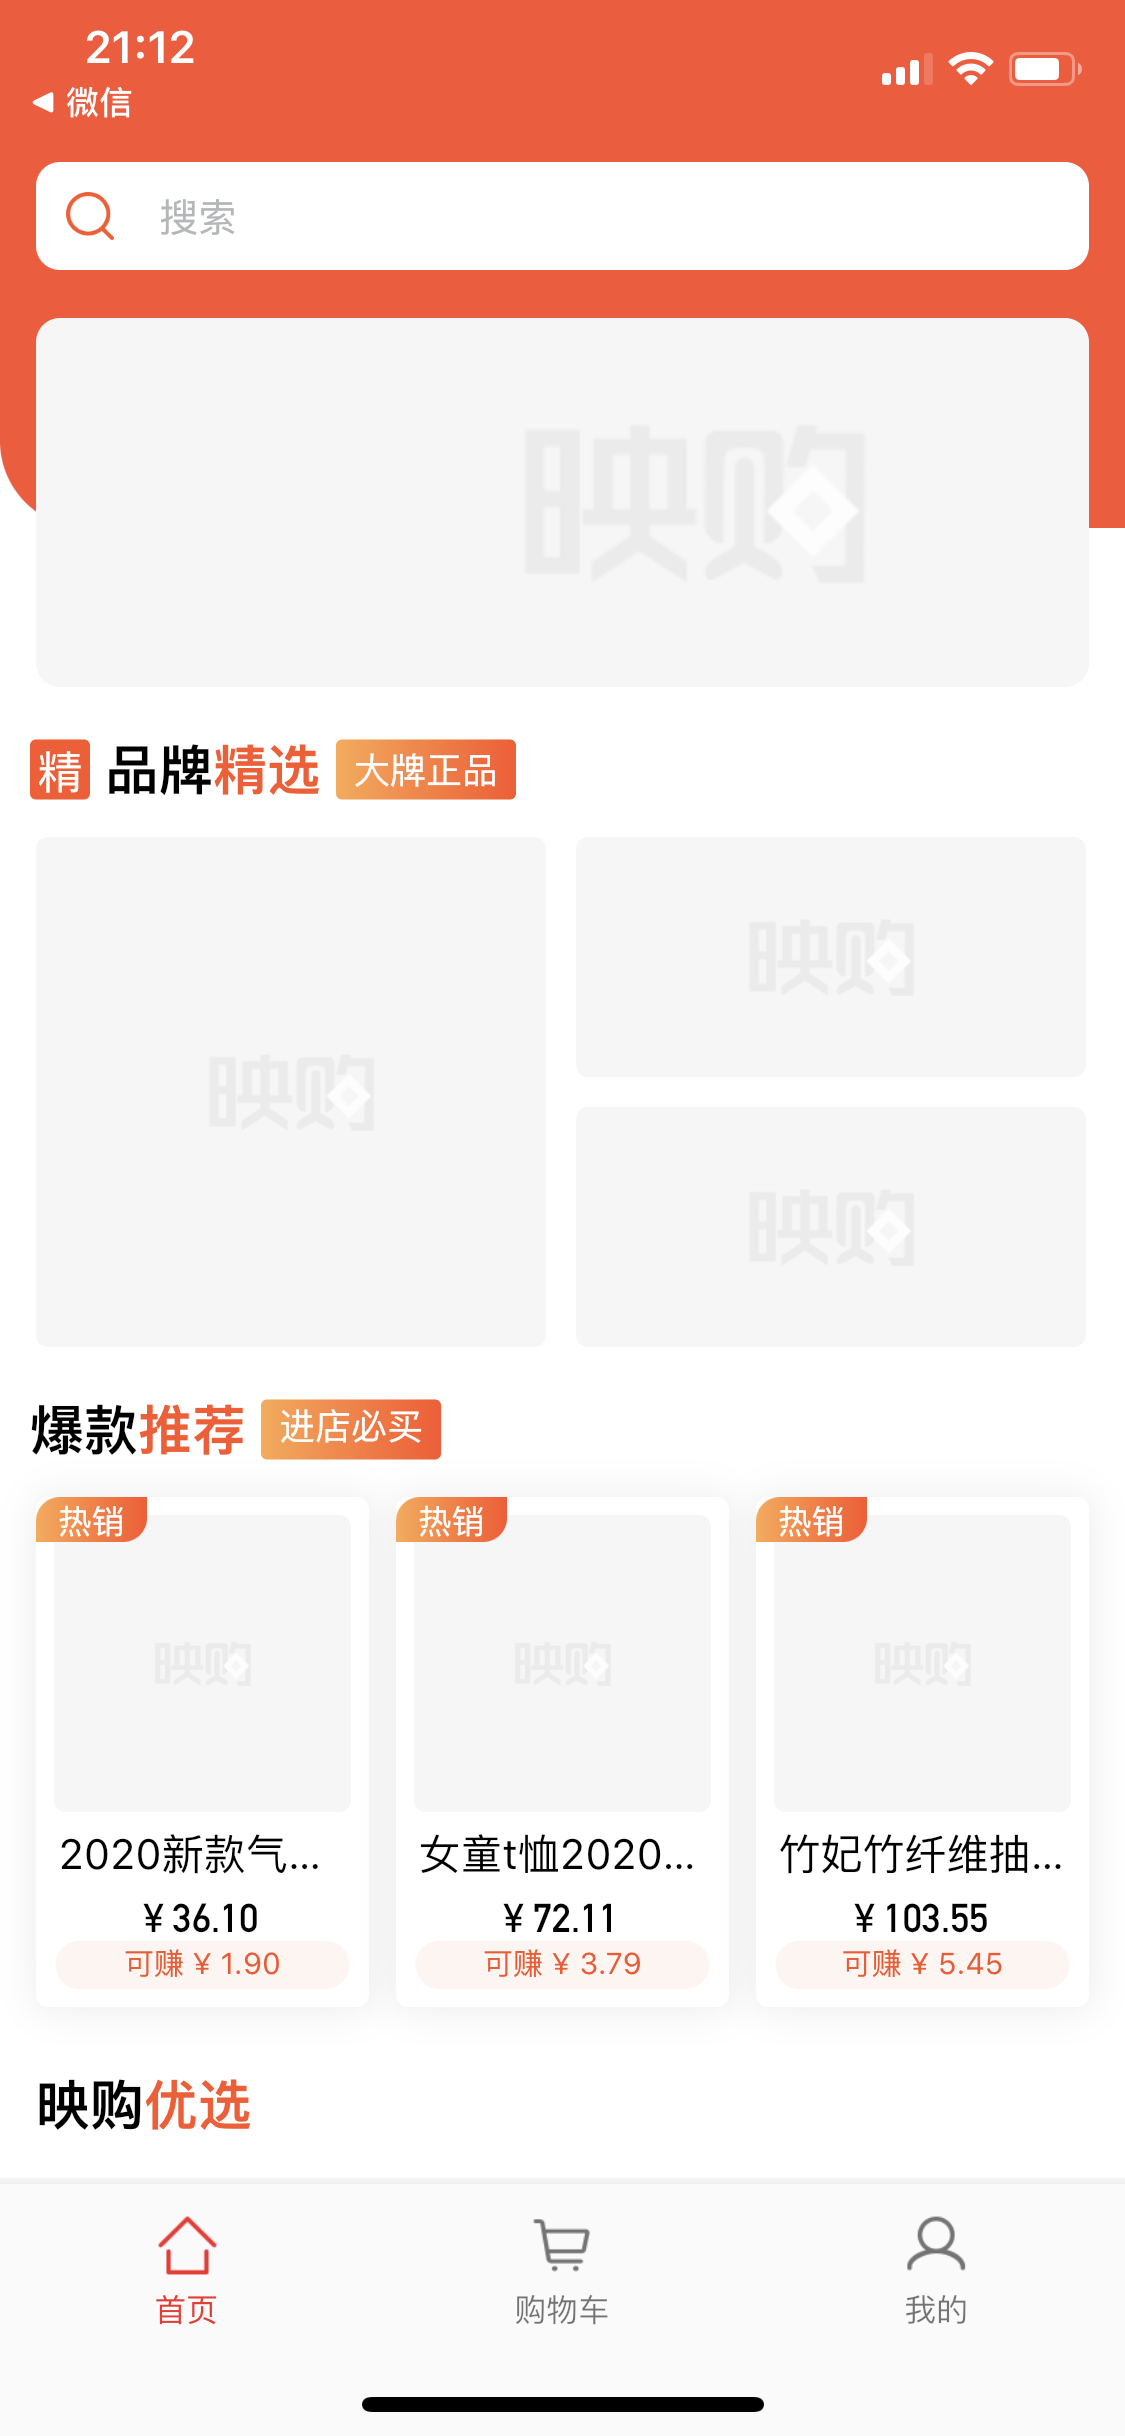 21:12
微信
搜索
映购
精 品牌精选 大牌正品
映购
映购
映购
爆款推荐 进店必买
热销 热销 热销
映购 映购 映购
2020新款气... 女童t恤2020... 竹妃竹纤维抽...
¥ 36.10 ¥ 72.11 ¥ 103.55
可赚 ¥ 1.90 可赚 ¥ 3.79 可赚 ¥ 5.45
映购优选
首页 购物车 我的